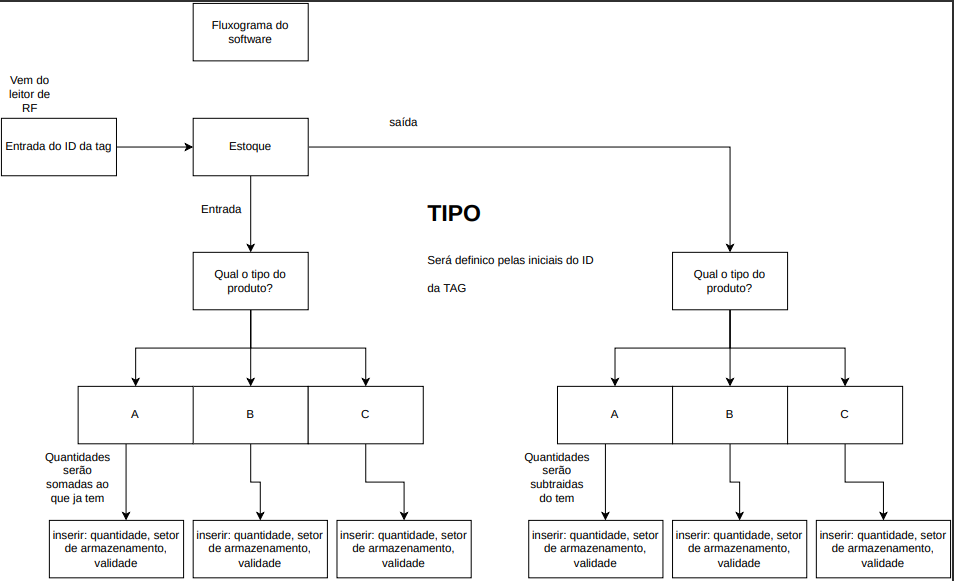 Fluxograma do
software
Vem do
leitor de
RF
Entrada do ID da tag
Estoque
saída
Entrada
TIPO
Será definico pelas iniciais do ID
da TAG
Qual o tipo do
produto?
Qual o tipo do
produto?
A
B
C
A
B
C
Quantidades
serão
somadas ao
que ja tem
Quantidades
serão
subtraidas
do tem
inserir: quantidade, setor
de armazenamento,
validade
inserir: quantidade, setor
de armazenamento,
validade
inserir: quantidade, setor
de armazenamento,
validade
inserir: quantidade, setor
de armazenamento,
validade
inserir: quantidade, setor
de armazenamento,
validade
inserir: quantidade, setor
de armazenamento,
validade